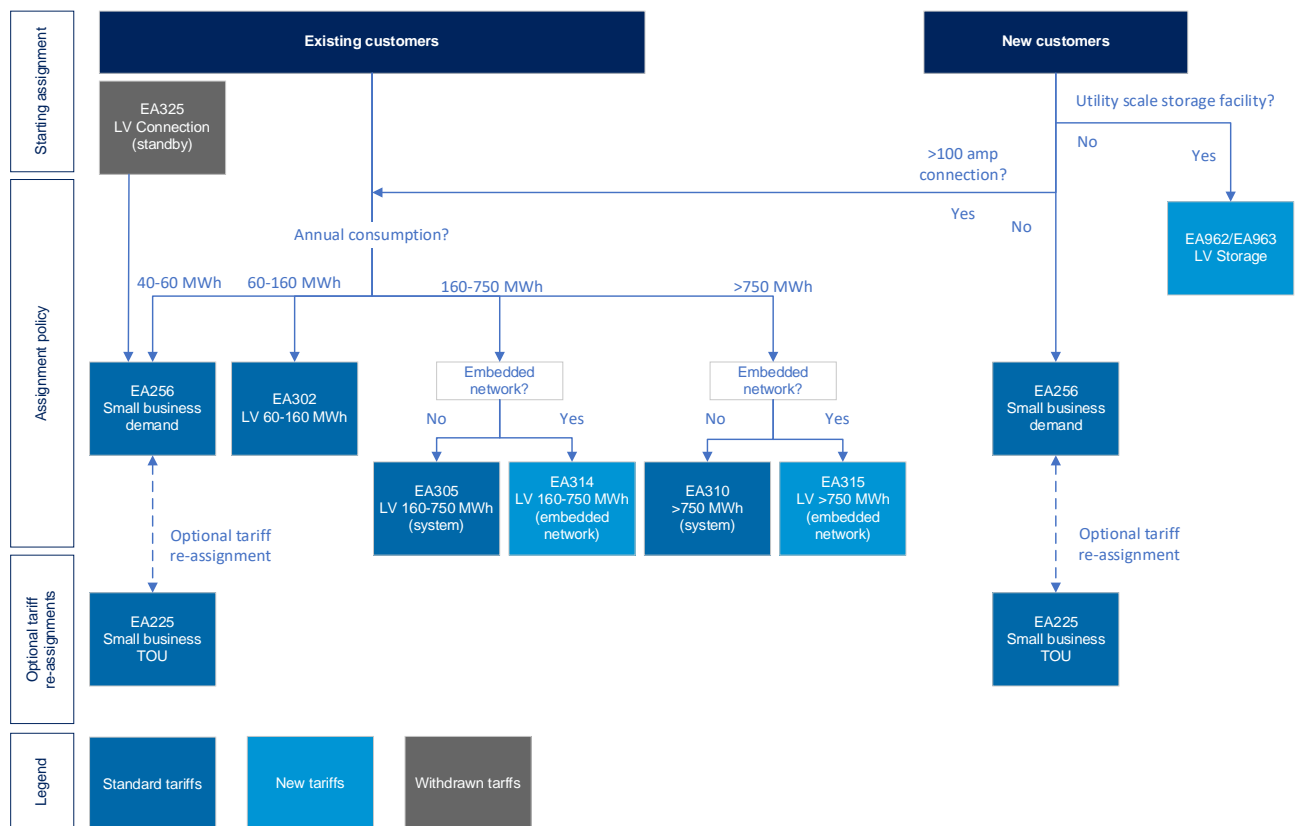 Starting assignment
Existing customers
New customers
EA325
LV Connection
(standby)
Utility scale storage facility?
No
Yes
>100 amp
connection?
Yes
No
EA962/EA963
LV Storage
Assignment policy
Annual consumption?
40-60 MWh
60-160 MWh
160-750 MWh
>750 MWh
EA256
Small business
demand
EA302
LV 60-160 MWh
Embedded
network?
No
Yes
Embedded
network?
No
Yes
EA256
Small business
demand
EA305
LV 160-750 MWh
(system)
EA314
LV 160-750 MWh
(embedded
network)
EA310
>750 MWh
(system)
EA315
LV >750 MWh
(embedded
network)
Optional tariff
re-assignment
Optional tariff
re-assignment
Optional tariff
re-assignments
EA225
Small business
TOU
EA225
Small business
TOU
Legend
Standard tariffs
New tariffs
Withdrawn tarffs